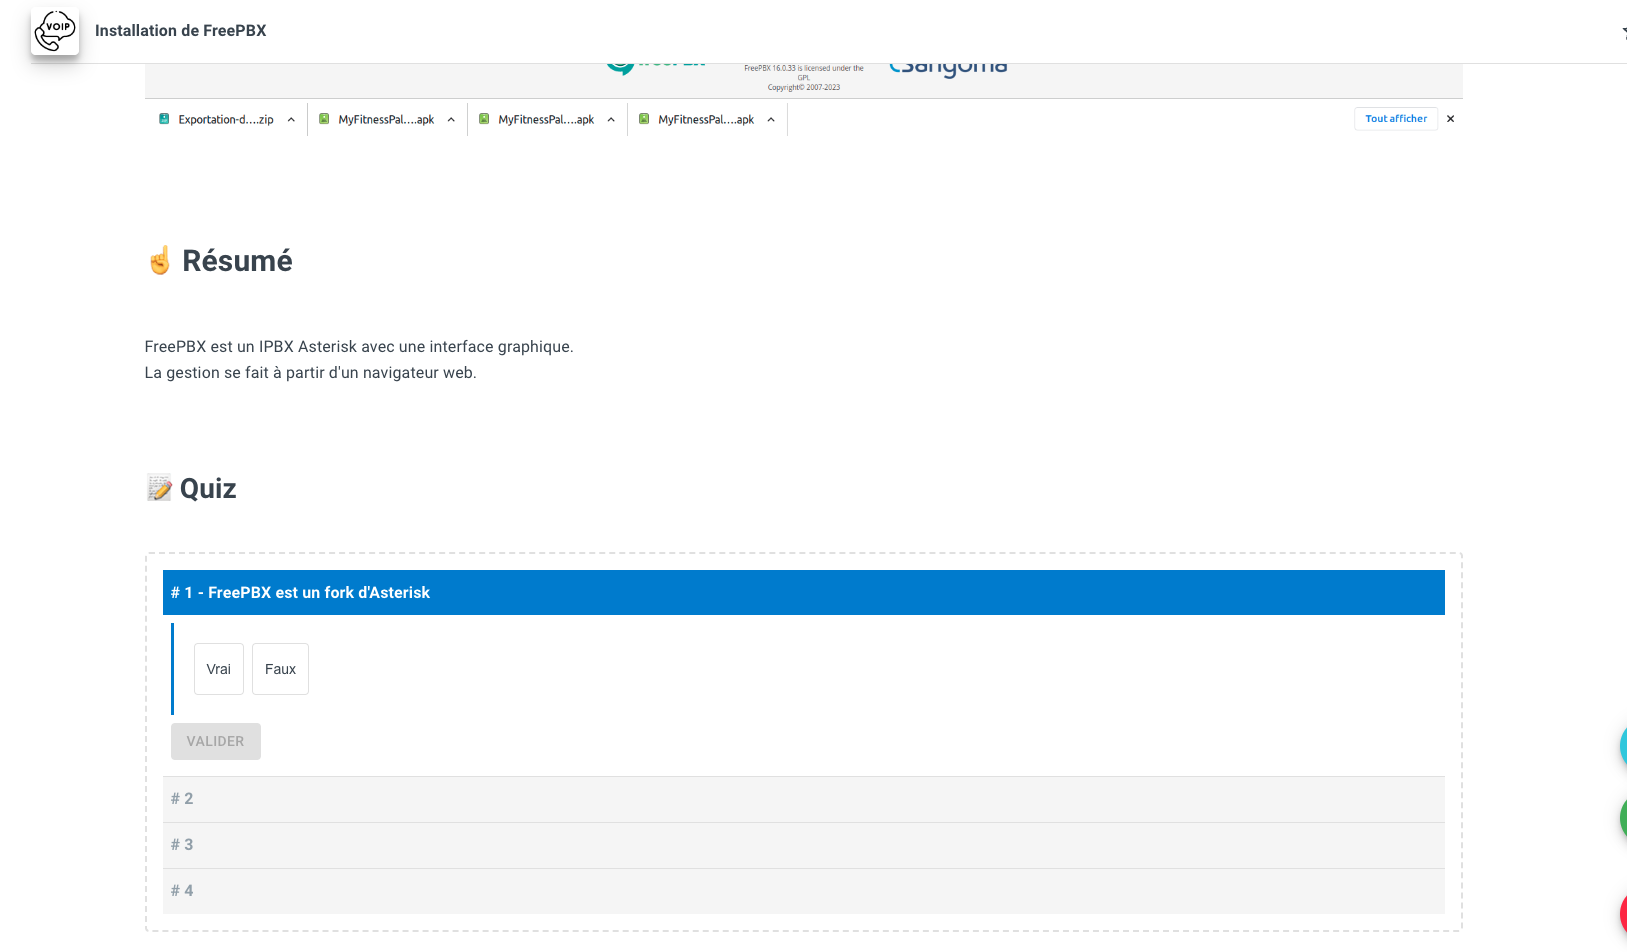 VOIP
Installation de FreePBX
FreePBX 16.0.33 is licensed under the
GPL
Copyright© 2007-2023
sangoma
Exportation-d....zip
MyFitnessPal....apk
MyFitnessPal....apk
MyFitnessPal....apk
Tout afficher
Résumé
FreePBX est un IPBX Asterisk avec une interface graphique.
La gestion se fait à partir d'un navigateur web.
Quiz
# 1 - FreePBX est un fork d'Asterisk
Vrai
Faux
VALIDER
# 2
# 3
# 4